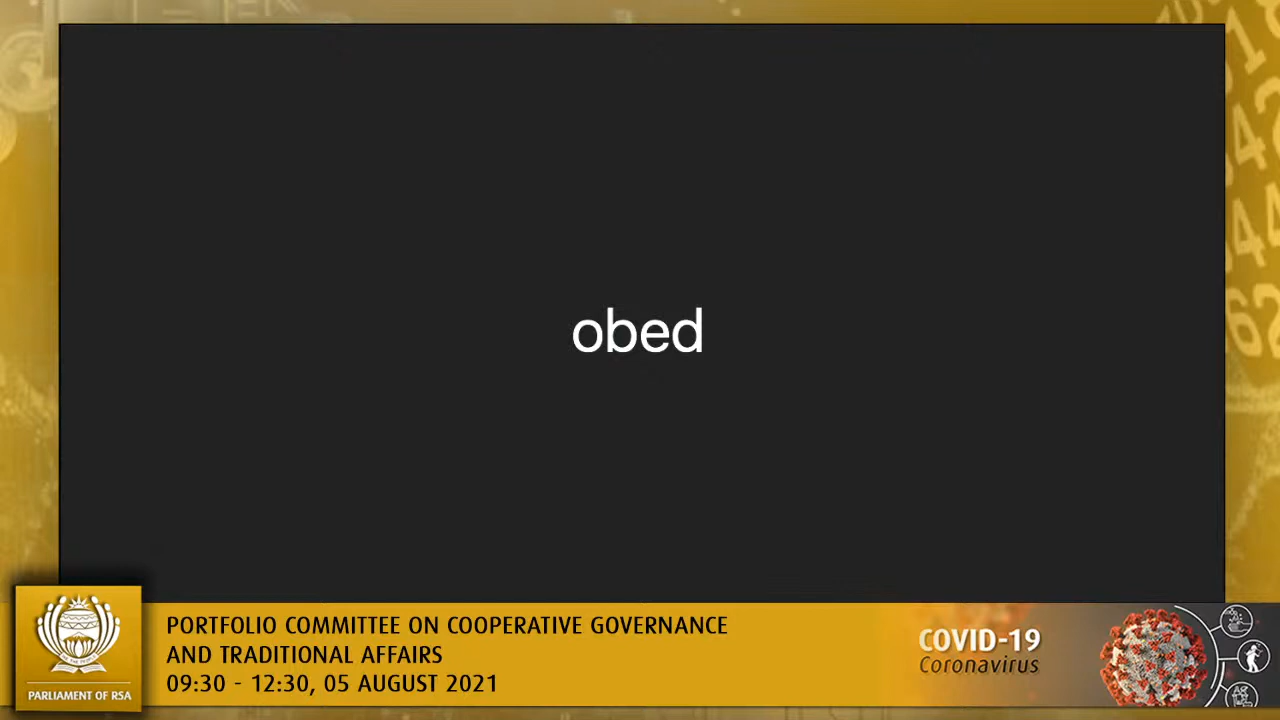 obed
PORTFOLIO COMMITTEE ON COOPERATIVE GOVERNANCE
AND TRADITIONAL AFFAIRS
09:30 - 12:30, 05 AUGUST 2021
PARLIAMENT OF RSA
COVID-19
Coronavirus